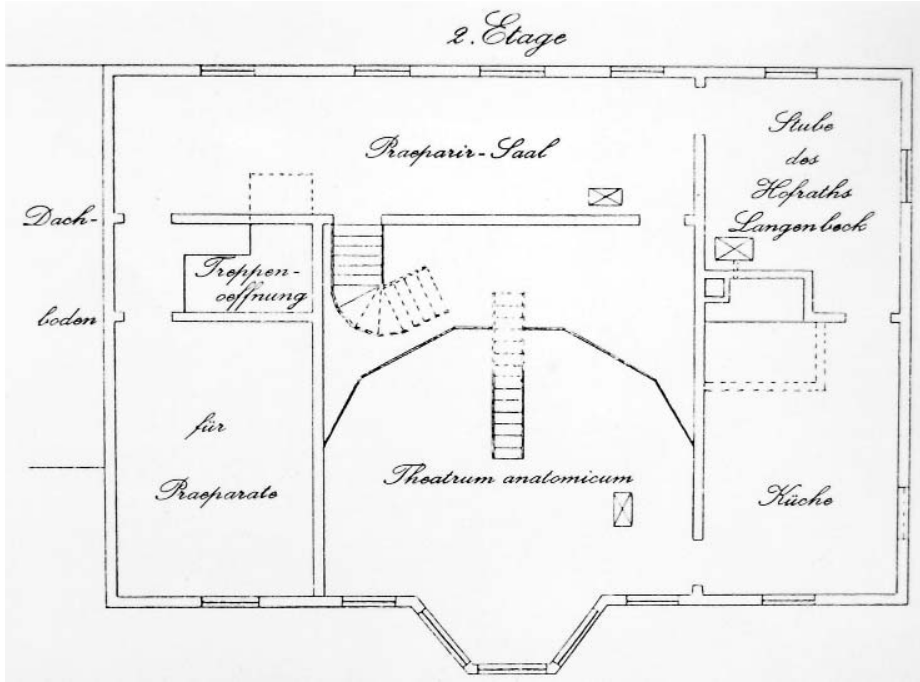 2. Etage
Praeparir-Saal
Stube
des
Hofraths
Langenbeck
Dach-
boden
Treppen-
oeffnung
für
Praeparate
Theatrum anatomicum
Küche